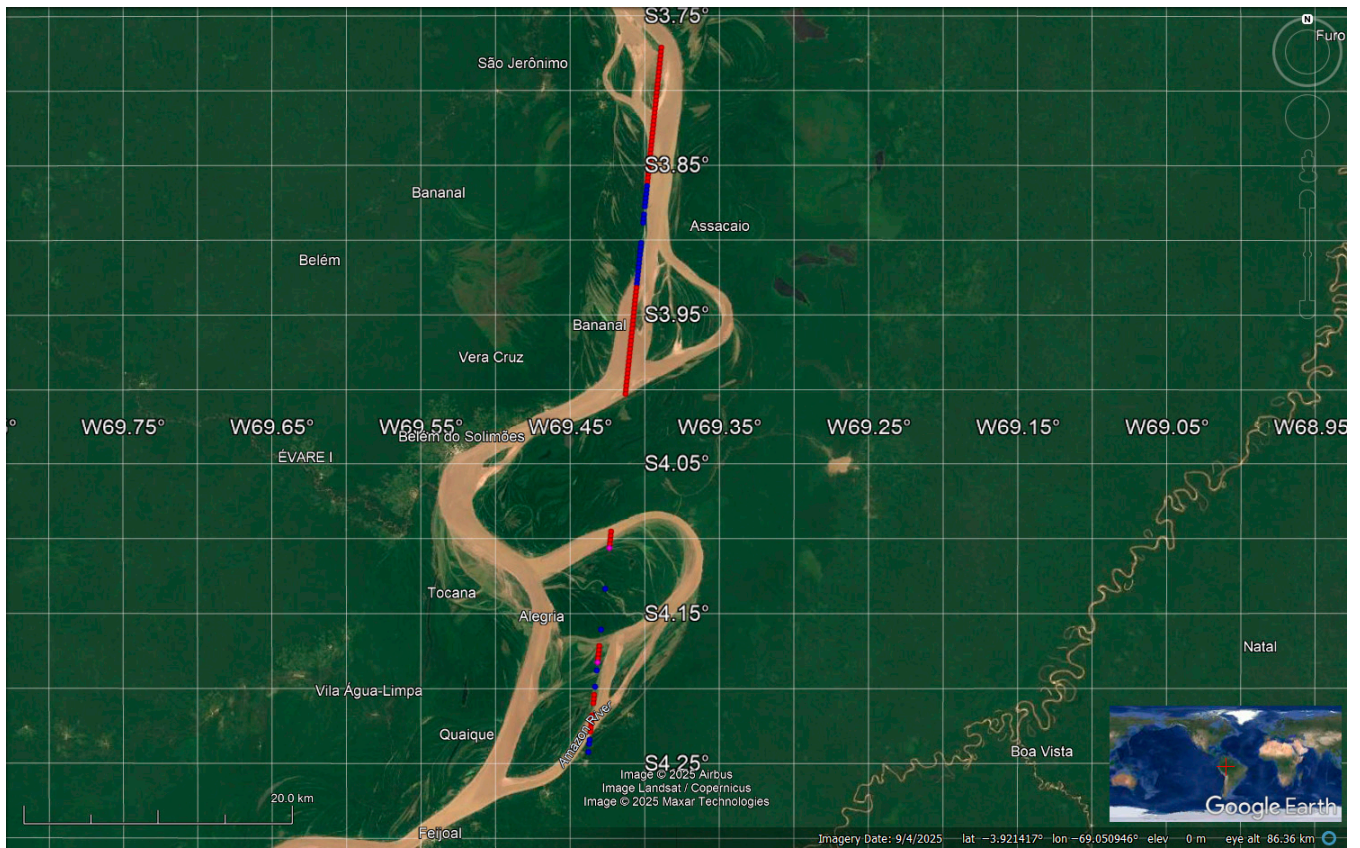 S3.75°
Furo
São Jerônimo
S3.85°
Bananal
Assacaio
Belém
S3.95°
Bananal
Vera Cruz
W69.75° W69.65° W69.55° W69.45° W69.35° W69.25° W69.15° W69.05° W68.95
Belém do Solimões
ÉVARE I
S4.05°
Tocana
Alegria
S4.15°
Natal
Vila Água-Limpa
Amazon River
Quaique
Boa Vista
S4.25°
Image © 2025 Airbus
Image Landsat / Copernicus
Image © 2025 Maxar Technologies
20.0 km
Google Earth
Feijoal
Imagery Date: 9/4/2025 lat −3.921417° lon −69.050946° elev 0 m eye alt 86.36 km
N